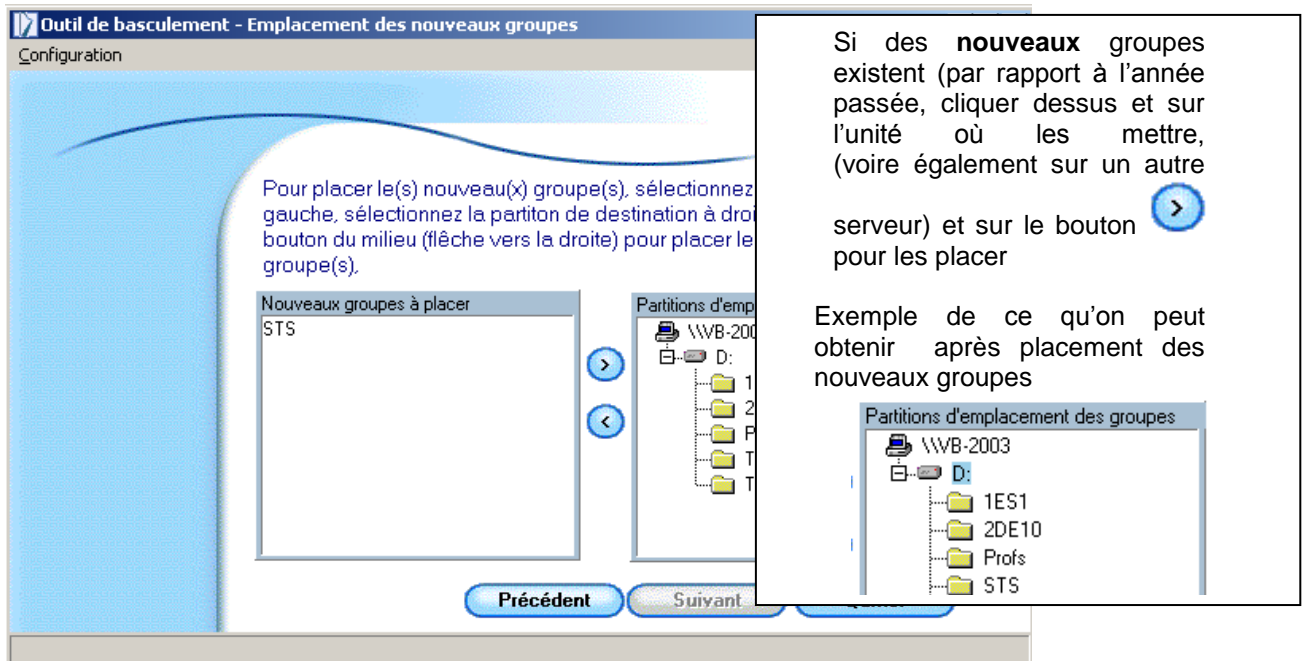 Outil de basculement - Emplacement des nouveaux groupes
Configuration
Pour placer le(s) nouveau(x) groupe(s), sélectionnez
gauche, sélectionnez la partiton de destination à droi
bouton du milieu (flêche vers la droite) pour placer le
groupe(s),
Nouveaux groupes à placer
STS
Partitions d'emp
\\VB-200
D:
1
2
P
T
T
Précédent
Suivant
Si des nouveaux groupes
existent (par rapport à l'année
passée, cliquer dessus et sur
l'unité où les mettre,
(voire également sur un autre
serveur) et sur le bouton
pour les placer
Exemple de ce qu'on peut
obtenir après placement des
nouveaux groupes
Partitions d'emplacement des groupes
\\VB-2003
D:
1ES1
2DE10
Profs
STS